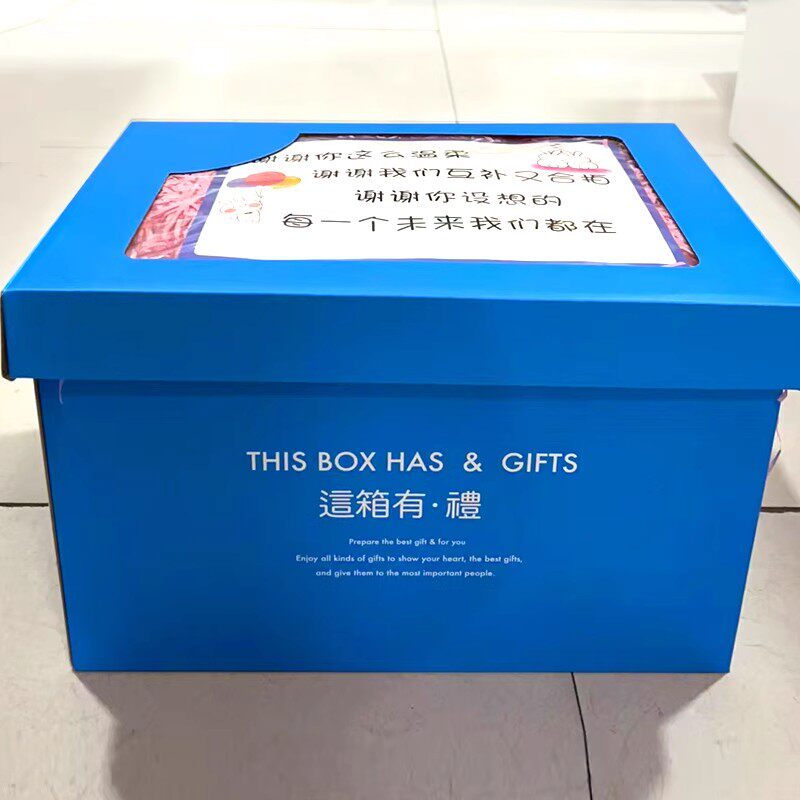 谢谢你这么温柔
谢谢我们互补又合拍
谢谢你设想的
每一个未来我们都在
THIS BOX HAS & GIFTS
這箱有·禮
Prepare the best gift & for you
Enjoy all kinds of gifts to show your heart, the best gifts,
and give them to the most important people.